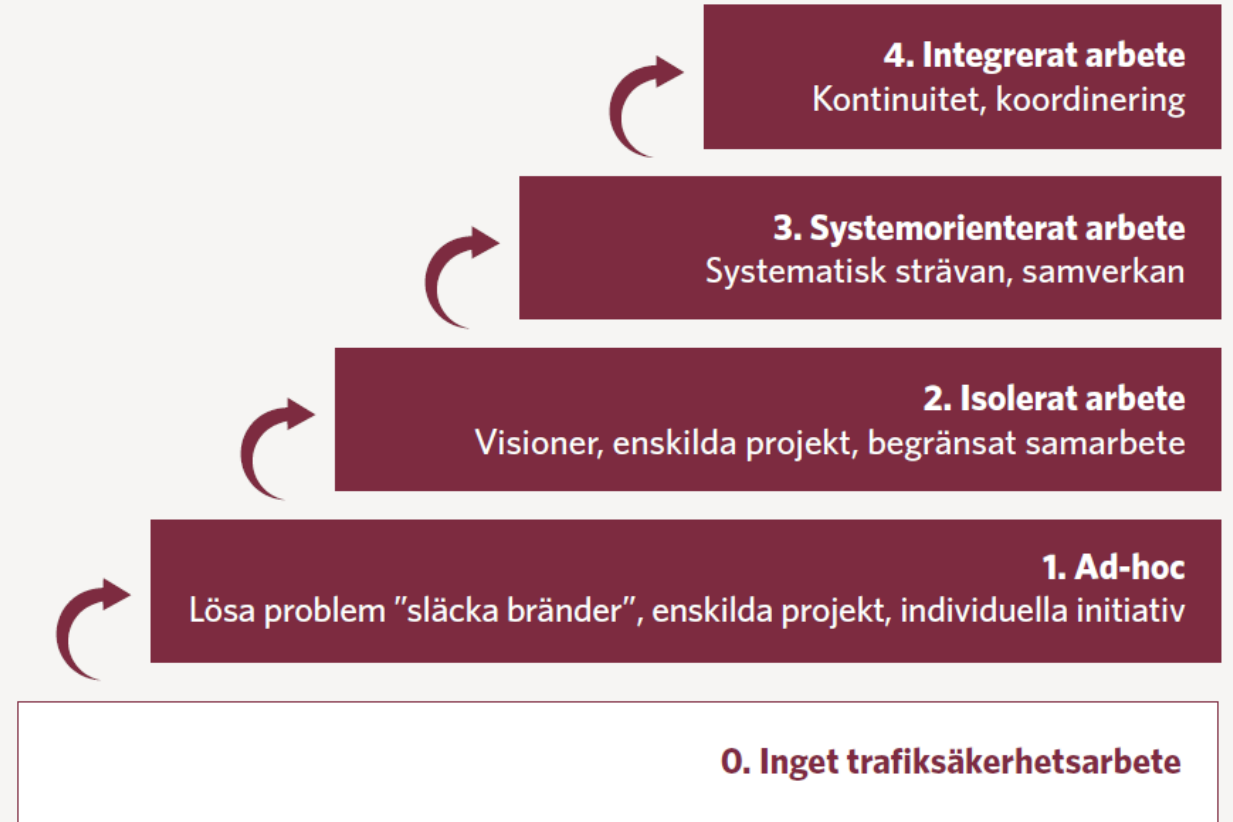 4. Integrerat arbete
Kontinuitet, koordinering
3. Systemorienterat arbete
Systematisk strävan, samverkan
2. Isolerat arbete
Visioner, enskilda projekt, begränsat samarbete
1. Ad-hoc
Lösa problem ”släcka bränder”, enskilda projekt, individuella initiativ
0. Inget trafiksäkerhetsarbete